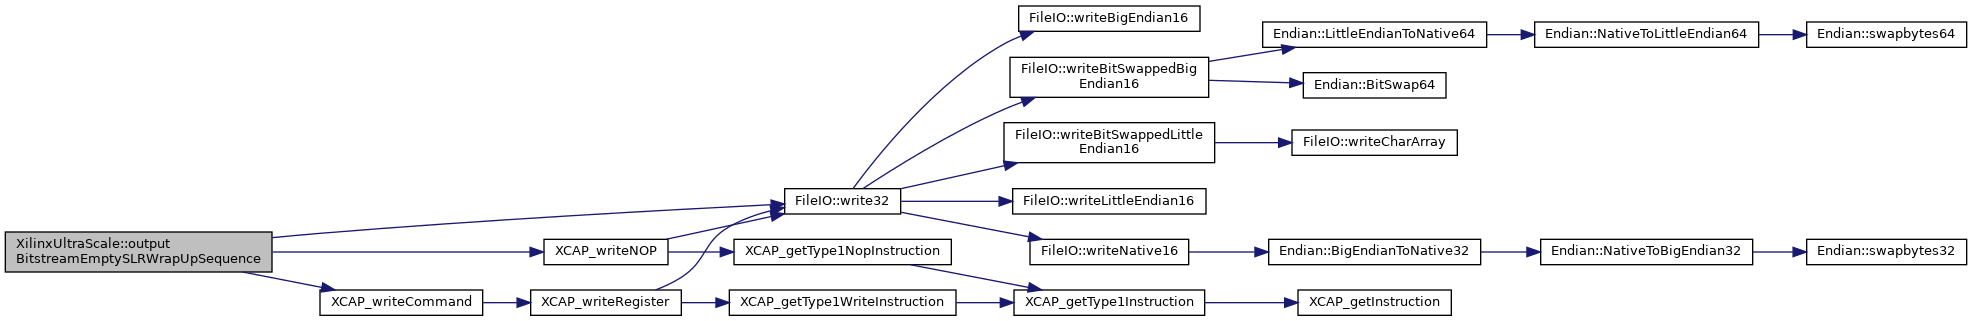 FileIO::writeBigEndian16
Endian::LittleEndianToNative64
Endian::NativeToLittleEndian64
Endian::swapbytes64
FileIO::writeBitSwappedBig
Endian16
Endian::BitSwap64
FileIO::writeBitSwappedLittle
Endian16
FileIO::writeCharArray
FileIO::write32
FileIO::writeLittleEndian16
XilinxUltraScale::output
BitstreamEmptySLRWrapUpSequence
XCAP_writeNOP
XCAP_getType1NopInstruction
FileIO::writeNative16
Endian::BigEndianToNative32
Endian::NativeToBigEndian32
Endian::swapbytes32
XCAP_writeCommand
XCAP_writeRegister
XCAP_getType1WriteInstruction
XCAP_getType1Instruction
XCAP_getInstruction